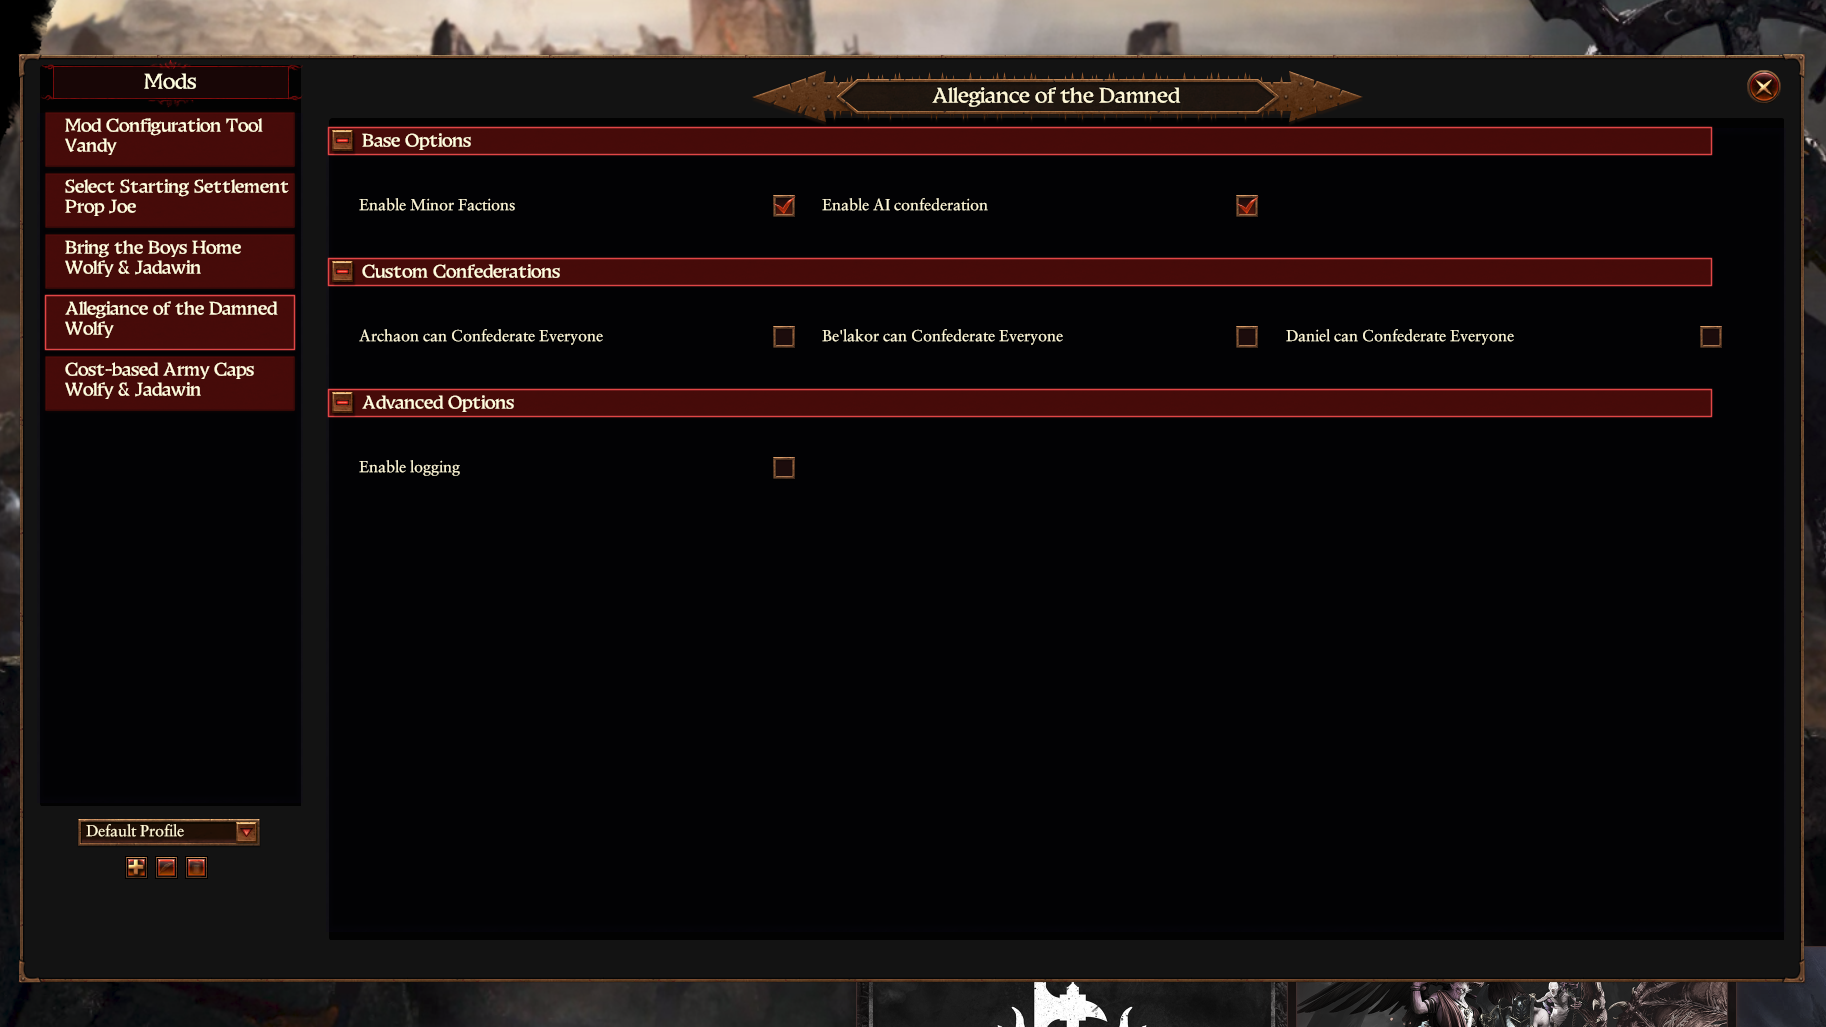 Mods
Mod Configuration Tool
Vandy
Select Starting Settlement
Prop Joe
Bring the Boys Home
Wolfy & Jadawin
Allegiance of the Damned
Wolfy
Cost-based Army Caps
Wolfy & Jadawin
Default Profile
Allegiance of the Damned
Base Options
Enable Minor Factions
Enable AI confederation
Custom Confederations
Archaon can Confederate Everyone
Be'lakor can Confederate Everyone
Daniel can Confederate Everyone
Advanced Options
Enable logging